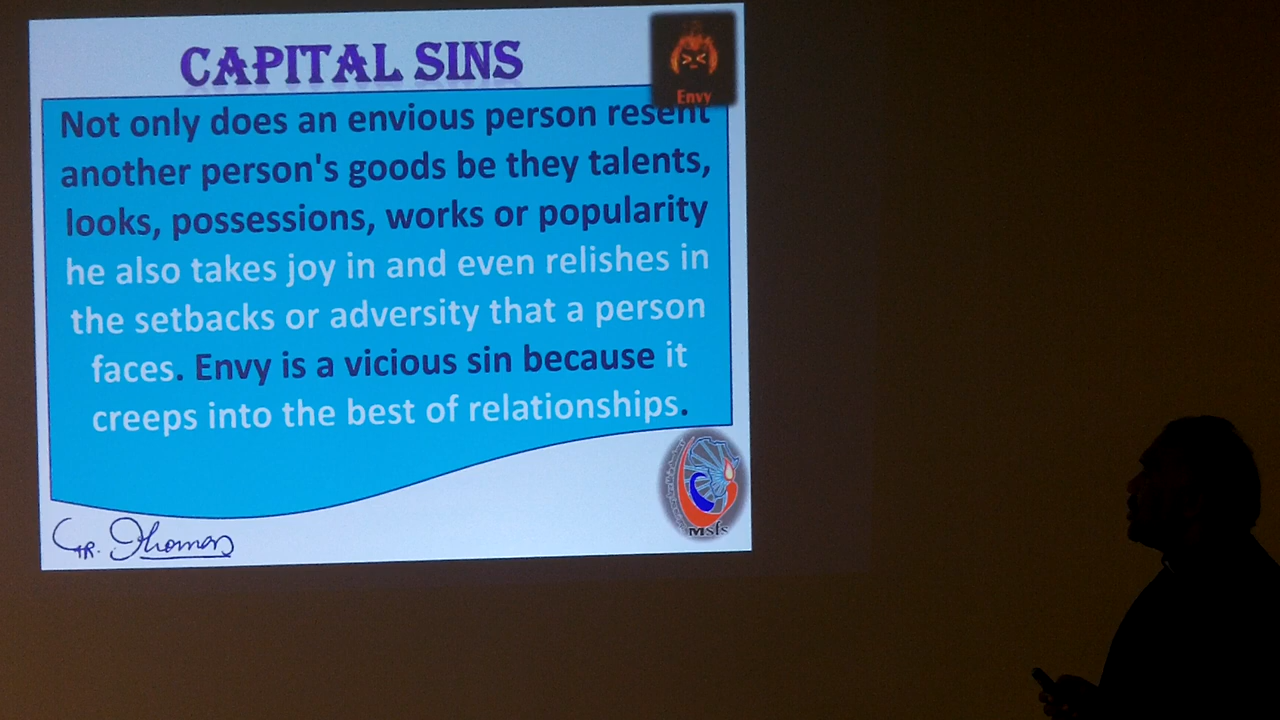 CAPITAL SINS
Envy
Not only does an envious person resent
another person's goods be they talents,
looks, possessions, works or popularity
he also takes joy in and even relishes in
the setbacks or adversity that a person
faces. Envy is a vicious sin because it
creeps into the best of relationships.
Msfs
Thomas